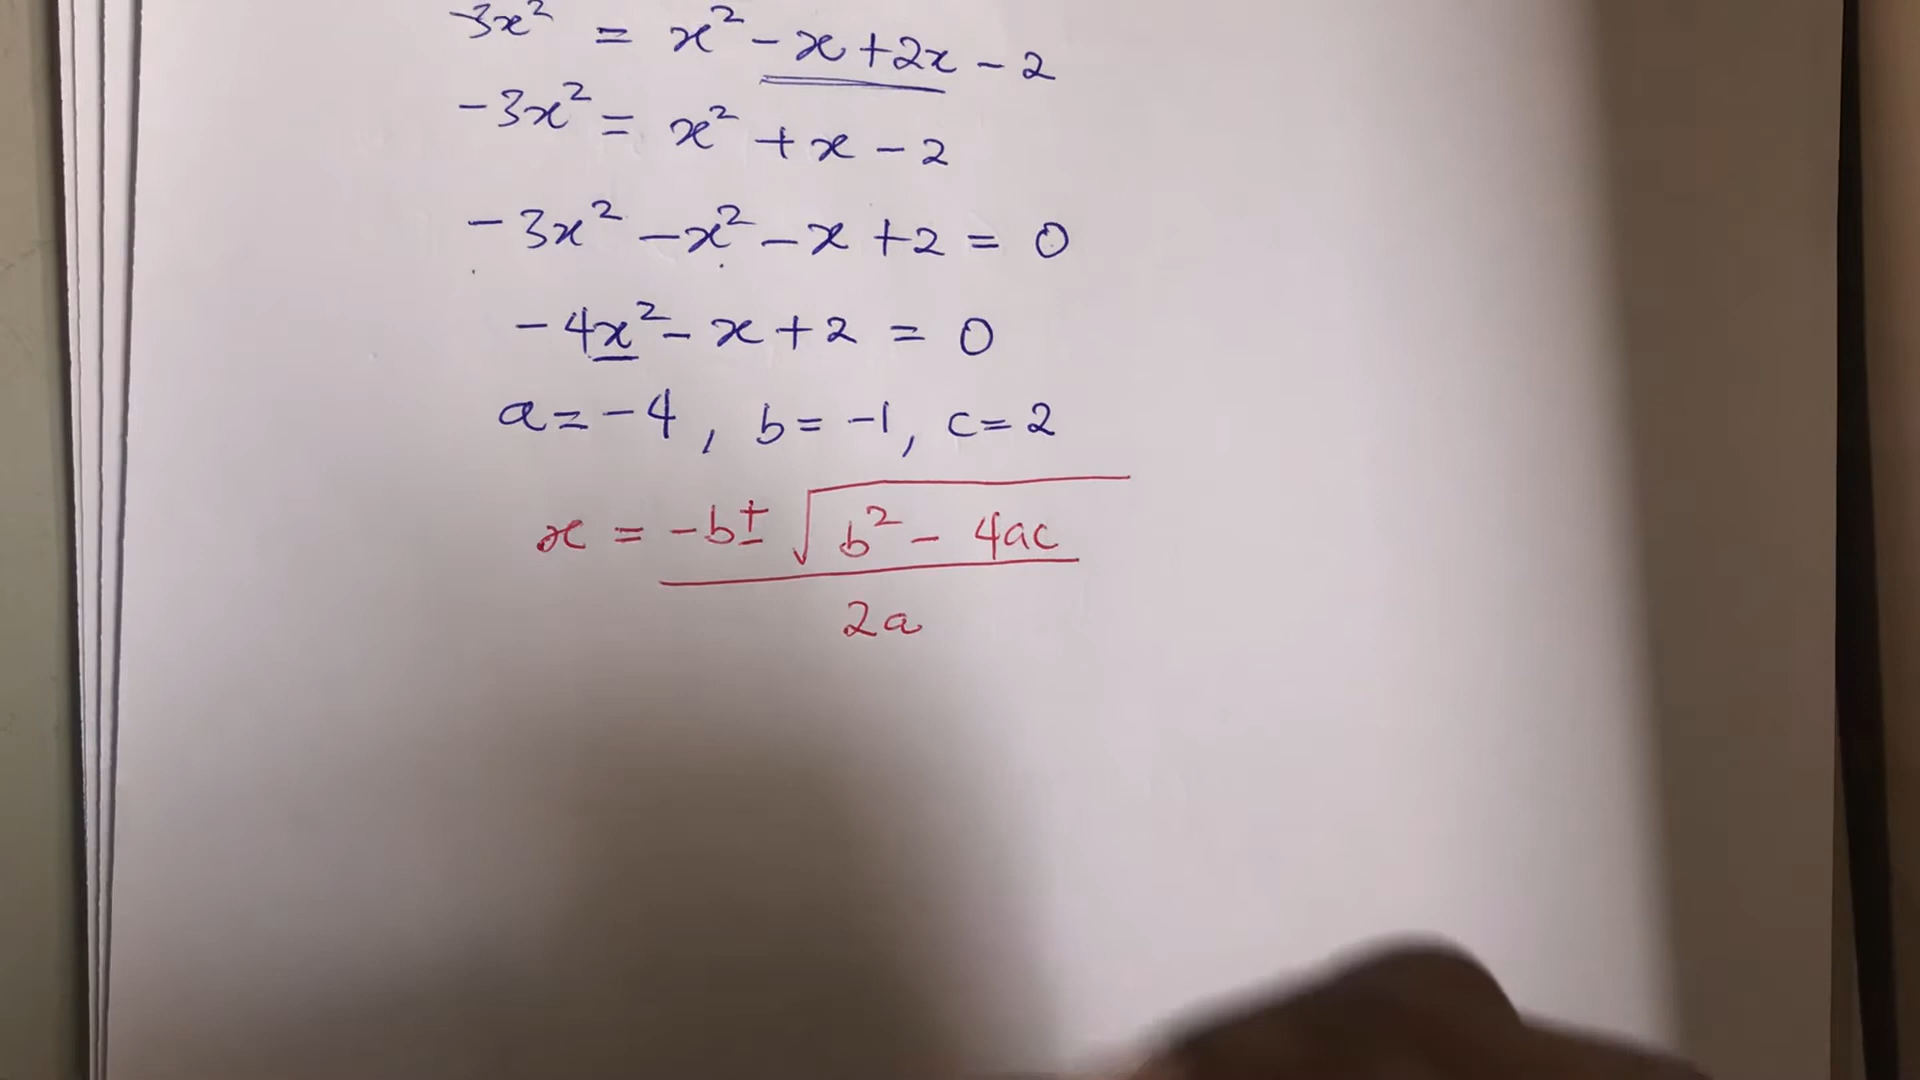 -3x² = x² - x + 2x - 2
-3x² = x² + x - 2
-3x² - x² - x + 2 = 0
-4x² - x + 2 = 0
a = -4, b = -1, c = 2
x = -b ± √(b² - 4ac)
2a